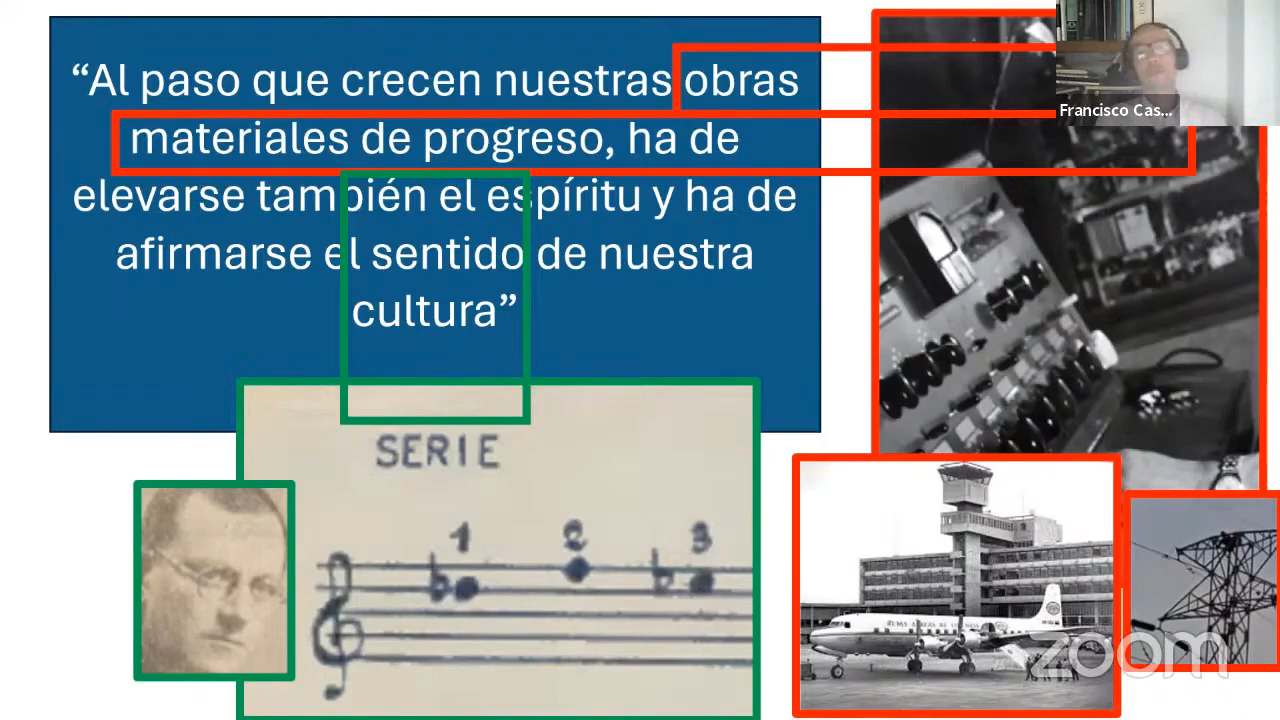 “Al paso que crecen nuestras obras
materiales de progreso, ha de
elevarse también el espíritu y ha de
afirmarse el sentido de nuestra
cultura”
Francisco Cas...
SERIE
1 2 3
zoom